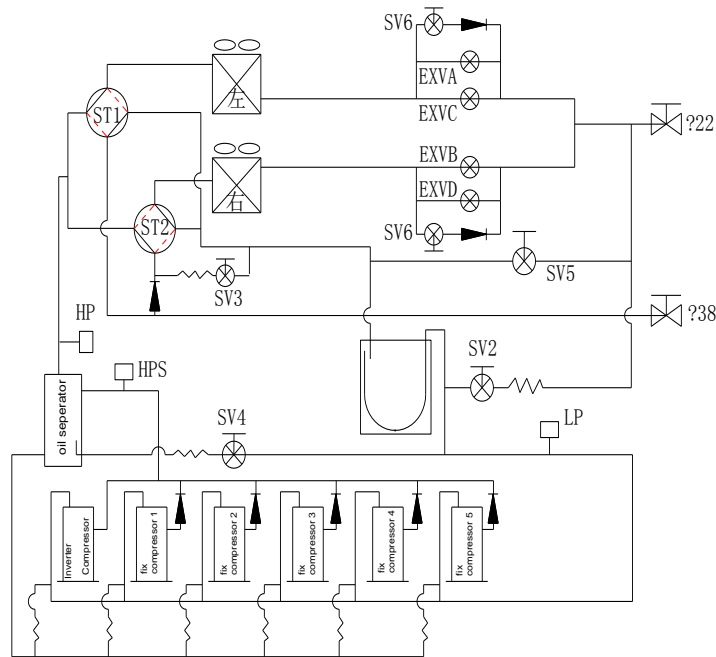 SV6
EXVA
左
EXVC
ST1
?22
EXVB
右
EXVD
ST2
SV6
SV3
SV5
HP
?38
HPS
SV2
oil seperator
SV4
LP
Inverter
Compressor
fix
compressor 1
fix
compressor 2
fix
compressor 3
fix
compressor 4
fix
compressor 5